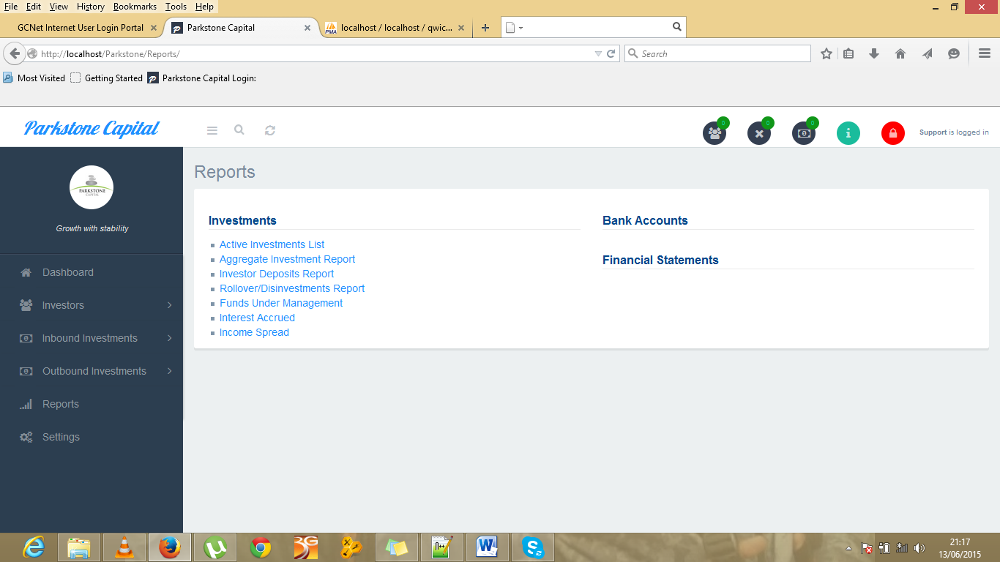 File Edit View History Bookmarks Tools Help
GCNet Internet User Login Portal
Parkstone Capital
localhost / localhost / qwic...
http://localhost/Parkstone/Reports/
Search
Most Visited
Getting Started
Parkstone Capital Login:
Parkstone Capital
0
0
0
Support is logged in
PARKSTONE
CAPITAL
Growth with stability
Dashboard
Investors
Inbound Investments
Outbound Investments
Reports
Settings
Reports
Investments
Active Investments List
Aggregate Investment Report
Investor Deposits Report
Rollover/Disinvestments Report
Funds Under Management
Interest Accrued
Income Spread
Bank Accounts
Financial Statements
3G
21:17
13/06/2015